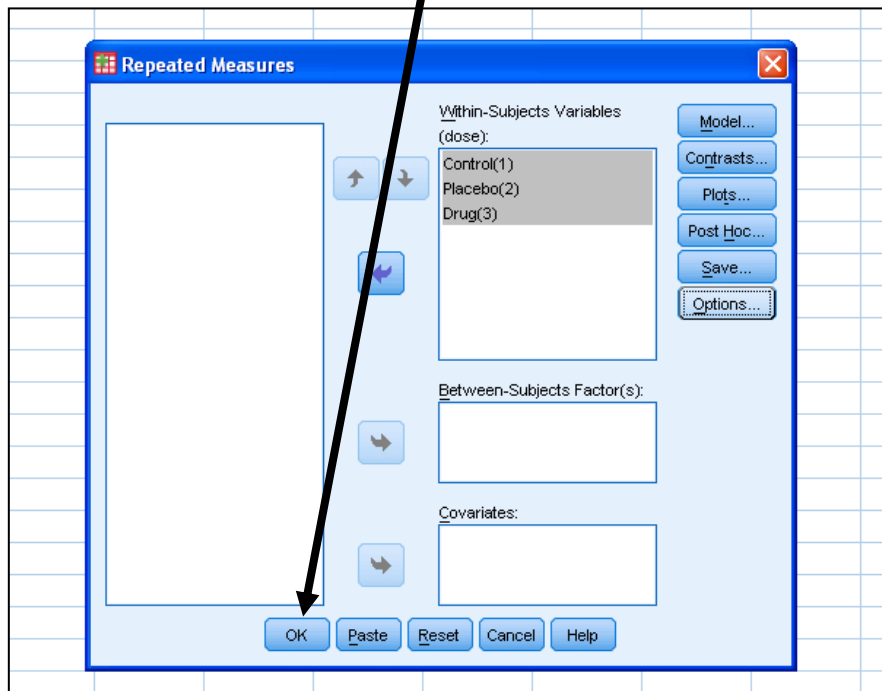 Repeated Measures
Within-Subjects Variables
(dose):
Control(1)
Placebo(2)
Drug(3)
Model...
Contrasts...
Plots...
Post Hoc...
Save...
Options...
Between-Subjects Factor(s):
Covariates:
OK
Paste
Reset
Cancel
Help